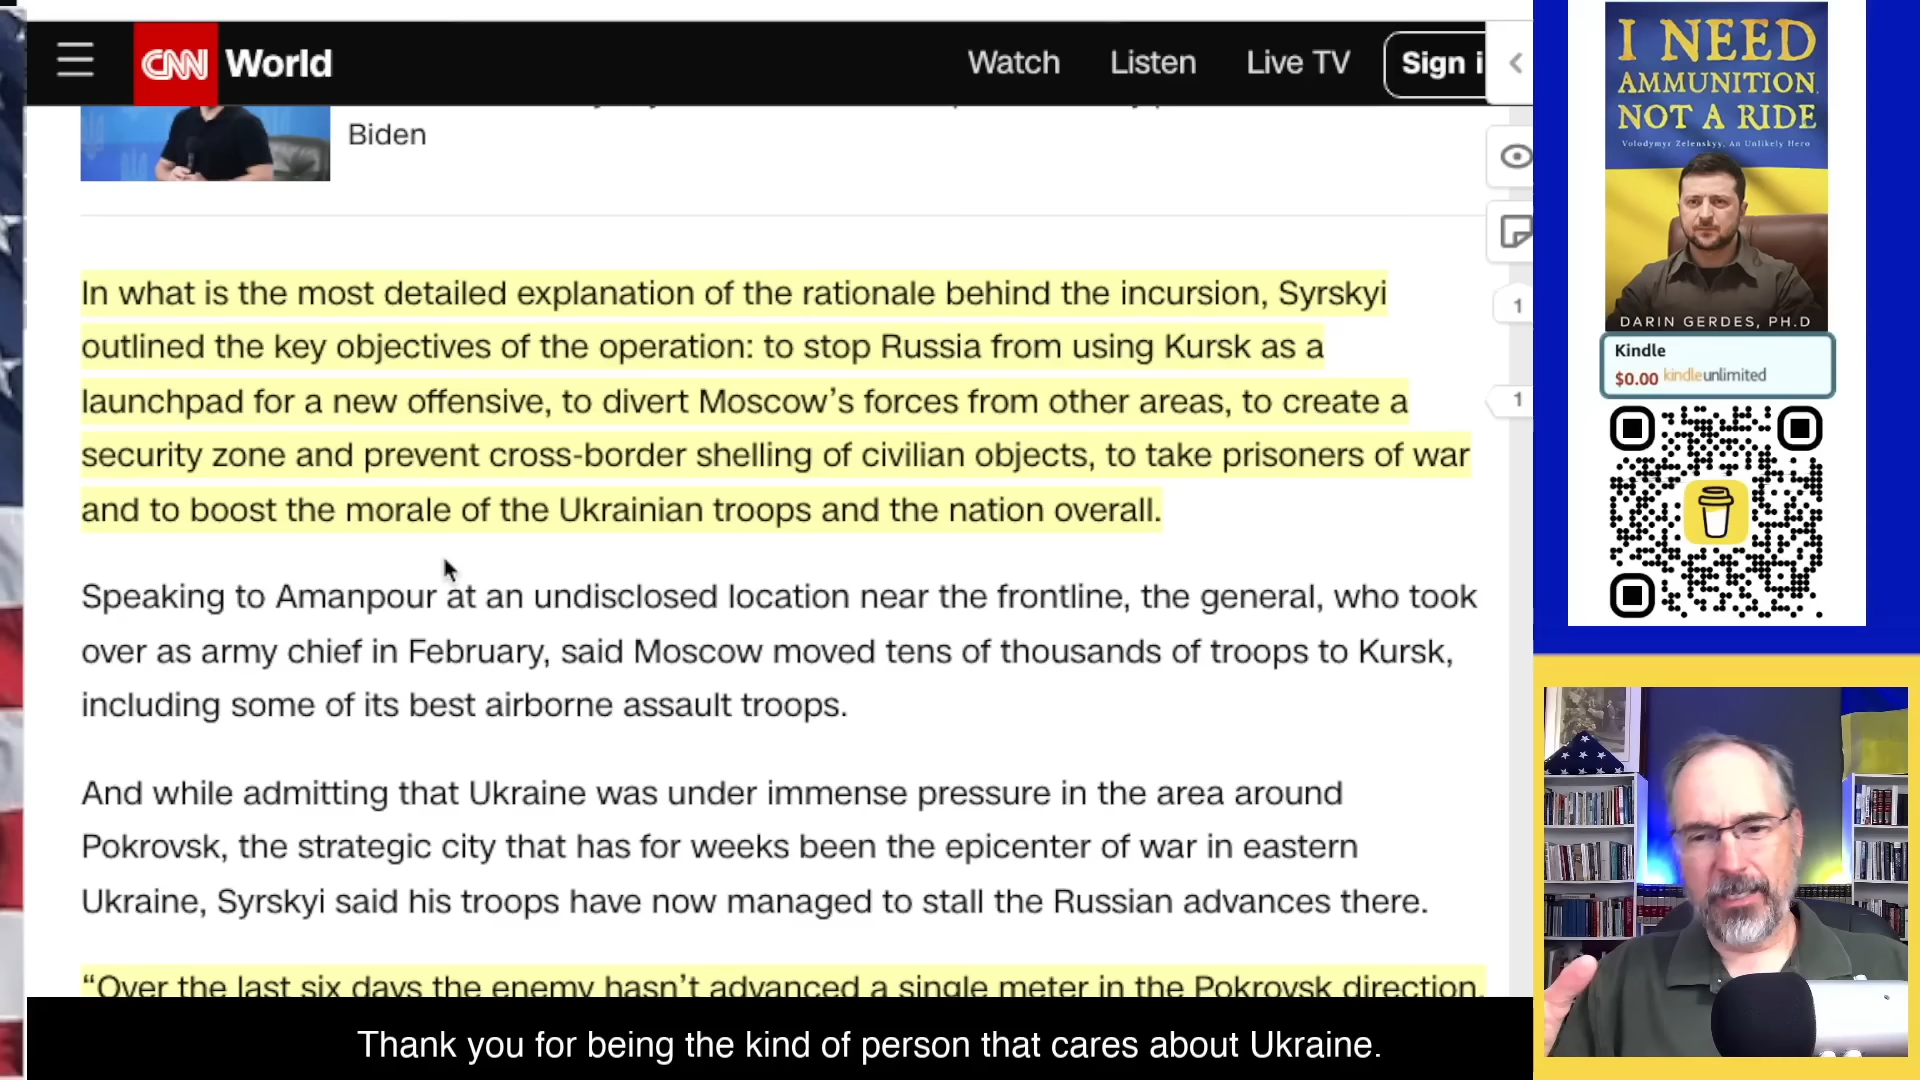 CNN World
Watch
Listen
Live TV
Sign i
Biden
In what is the most detailed explanation of the rationale behind the incursion, Syrskyi
outlined the key objectives of the operation: to stop Russia from using Kursk as a
launchpad for a new offensive, to divert Moscow’s forces from other areas, to create a
security zone and prevent cross-border shelling of civilian objects, to take prisoners of war
and to boost the morale of the Ukrainian troops and the nation overall.
Speaking to Amanpour at an undisclosed location near the frontline, the general, who took
over as army chief in February, said Moscow moved tens of thousands of troops to Kursk,
including some of its best airborne assault troops.
And while admitting that Ukraine was under immense pressure in the area around
Pokrovsk, the strategic city that has for weeks been the epicenter of war in eastern
Ukraine, Syrskyi said his troops have now managed to stall the Russian advances there.
“Over the last six days the enemy hasn’t advanced a single meter in the Pokrovsk direction.
1
1
Thank you for being the kind of person that cares about Ukraine.
I NEED
AMMUNITION,
NOT A RIDE
Volodymyr Zelenskyy, An Unlikely Hero
DARIN GERDES, PH.D
Kindle
$0.00 kindleunlimited